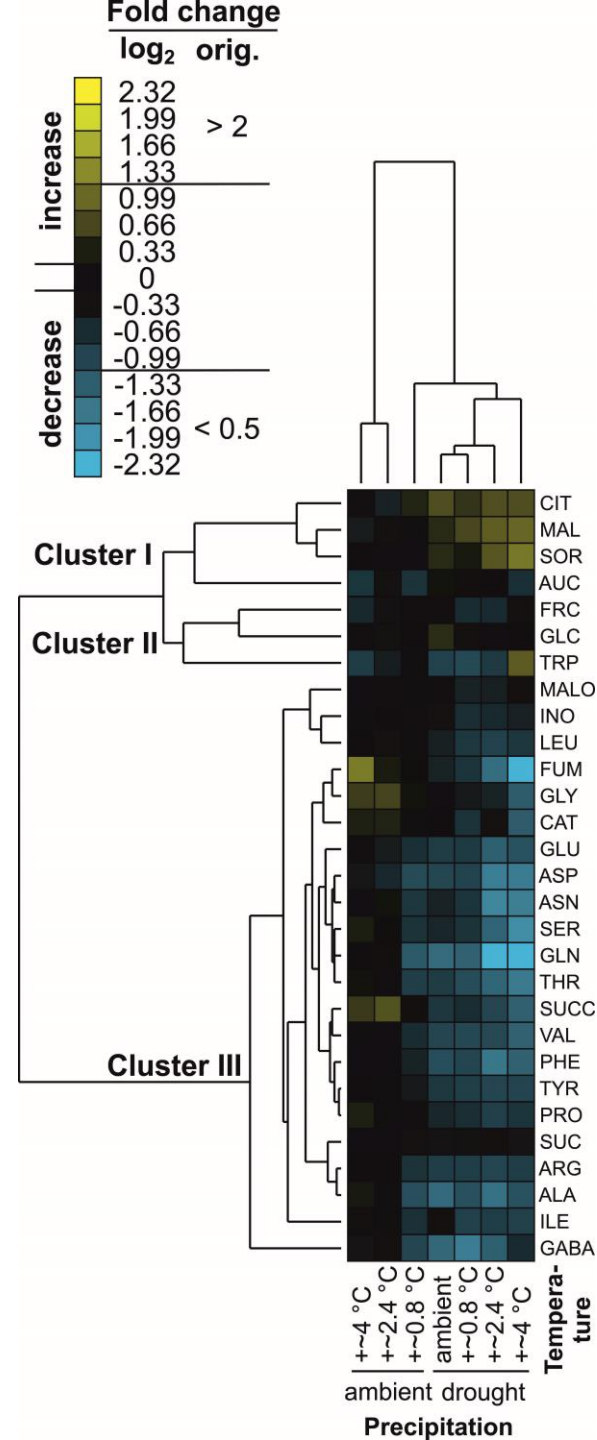 Fold change
log2 orig.
increase
decrease
2.32
1.99
1.66
1.33
0.99
0.66
0.33
0
-0.33
-0.66
-0.99
-1.33
-1.66
-1.99
-2.32
> 2
< 0.5
Cluster I
Cluster II
Cluster III
CIT
MAL
SOR
AUC
FRC
GLC
TRP
MALO
INO
LEU
FUM
GLY
CAT
GLU
ASP
ASN
SER
GLN
THR
SUCC
VAL
PHE
TYR
PRO
SUC
ARG
ALA
ILE
GABA
+~4 °C
+~2.4 °C
+~0.8 °C
ambient
+~0.8 °C
+~2.4 °C
+~4 °C
Tempera-
ture
ambient drought
Precipitation